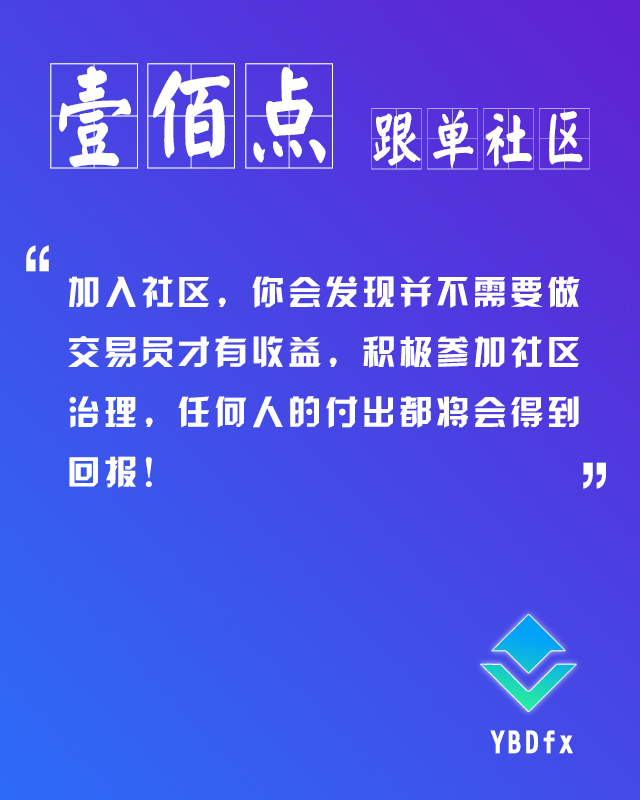 壹佰点 跟单社区
“
加入社区，你会发现并不需要做
交易员才有收益，积极参加社区
治理，任何人的付出都将会得到
回报！
”
YBDfx